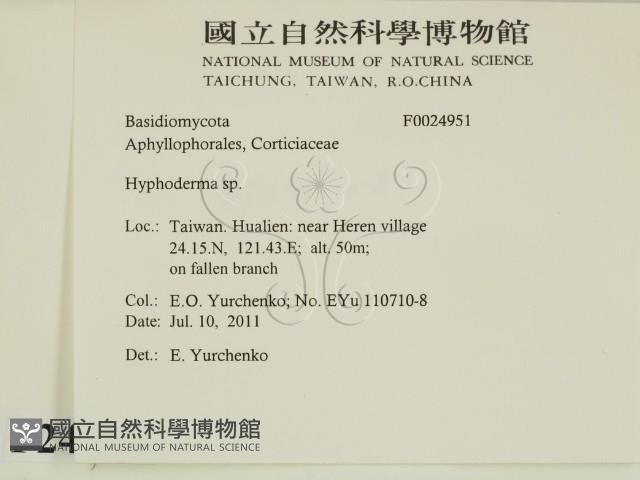 國立自然科學博物館
NATIONAL MUSEUM OF NATURAL SCIENCE
TAICHUNG, TAIWAN, R.O.CHINA
Basidiomycota F0024951
Aphyllophorales, Corticiaceae
Hyphoderma sp.
Loc.: Taiwan. Hualien: near Heren village
24.15.N, 121.43.E; alt. 50m;
on fallen branch
Col.: E.O. Yurchenko; No. EYu 110710-8
Date: Jul. 10, 2011
Det.: E. Yurchenko
24
國立自然科學博物館
NATIONAL MUSEUM OF NATURAL SCIENCE